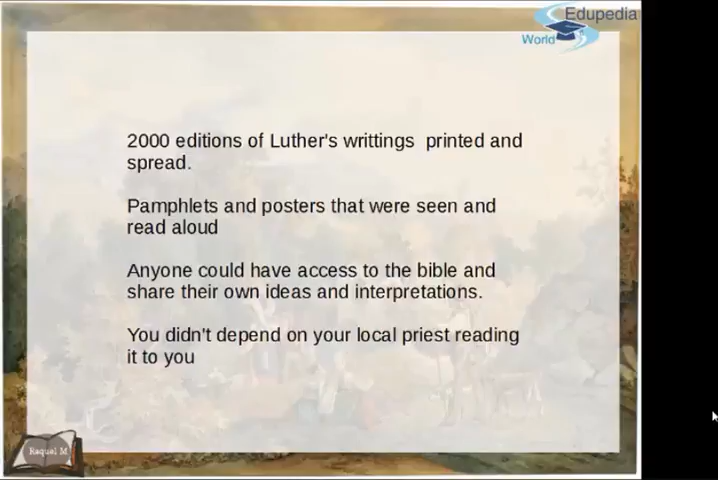 Edupedia
World
2000 editions of Luther's writtings  printed and
spread.
Pamphlets and posters that were seen and
read aloud
Anyone could have access to the bible and
share their own ideas and interpretations.
You didn't depend on your local priest reading
it to you
Raquel M